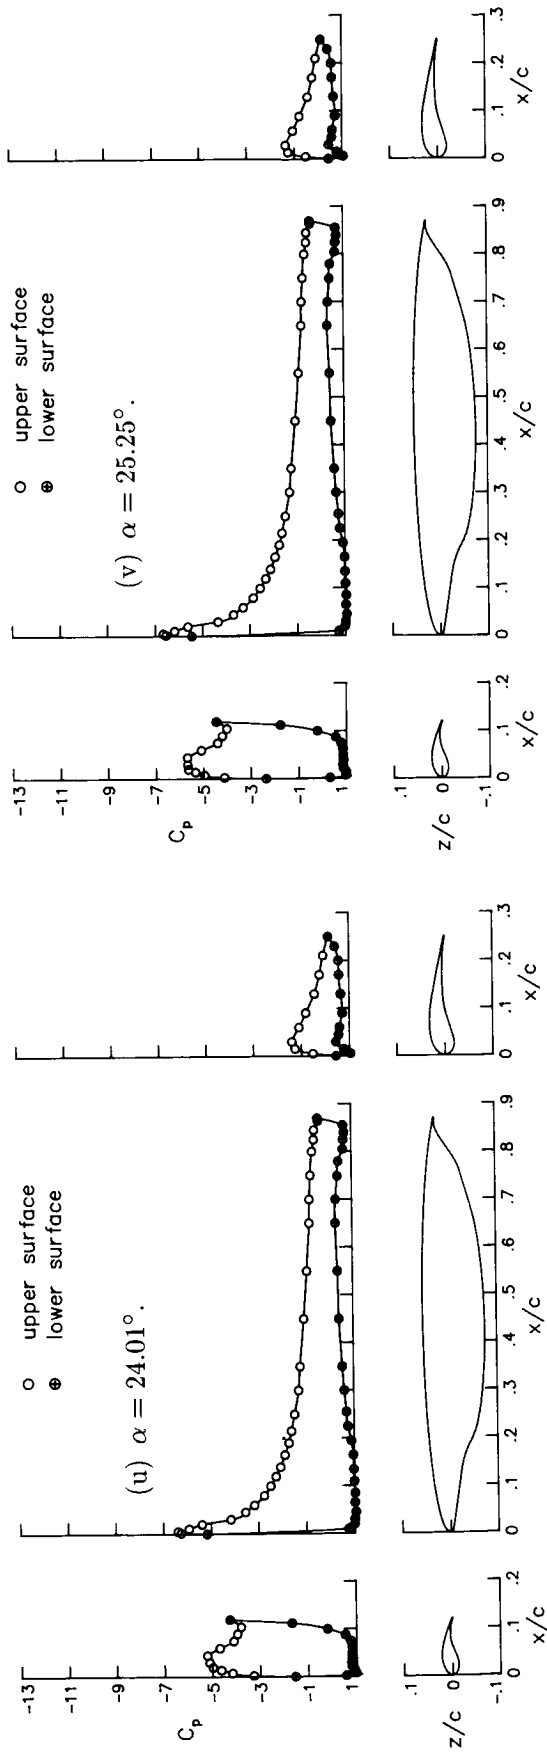 ○ upper surface
⊕ lower surface
(u) α = 24.01°.
-13
-11
-9
-7
Cp
-5
-3
-1
1
0 .1 .2
x/c
0 .1 .2 .3 .4 .5 .6 .7 .8 .9
x/c
0 .1 .2 .3
x/c
.1
z/c 0
-.1
○ upper surface
⊕ lower surface
(v) α = 25.25°.
-13
-11
-9
-7
Cp
-5
-3
-1
1
0 .1 .2
x/c
0 .1 .2 .3 .4 .5 .6 .7 .8 .9
x/c
0 .1 .2 .3
x/c
.1
z/c 0
-.1